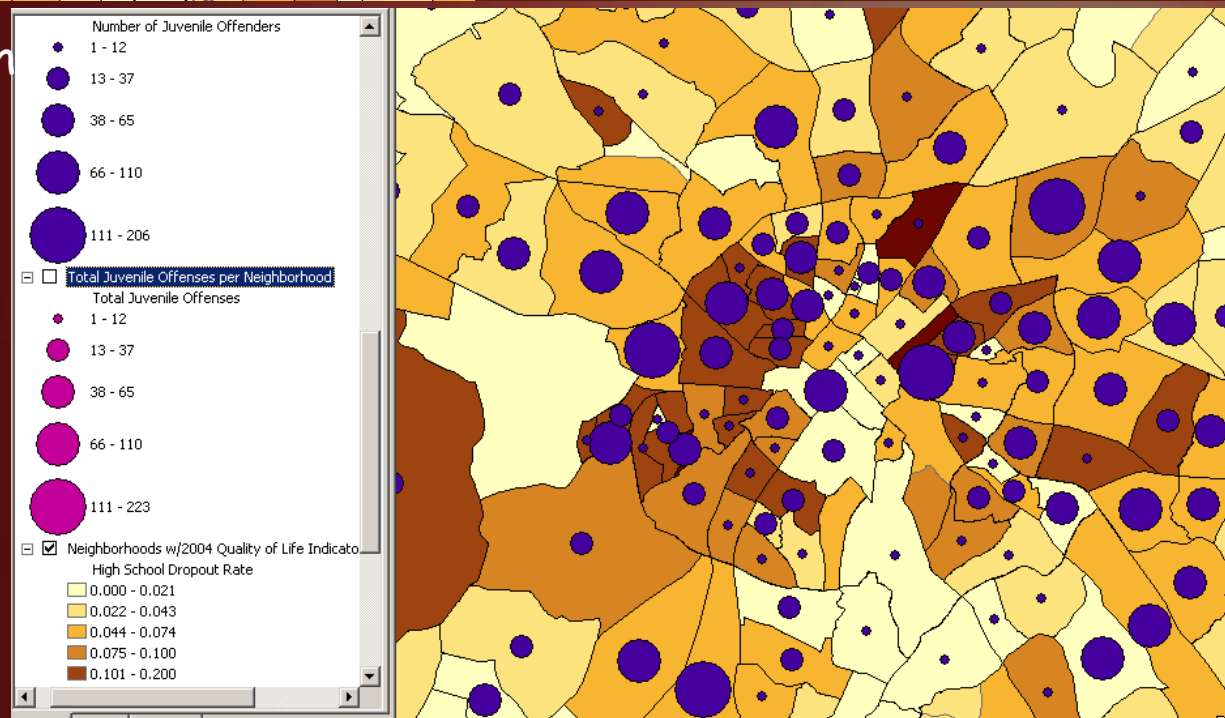 Number of Juvenile Offenders
1 - 12
13 - 37
38 - 65
66 - 110
111 - 206
Total Juvenile Offenses per Neighborhood
Total Juvenile Offenses
1 - 12
13 - 37
38 - 65
66 - 110
111 - 223
Neighborhoods w/2004 Quality of Life Indicato
High School Dropout Rate
0.000 - 0.021
0.022 - 0.043
0.044 - 0.074
0.075 - 0.100
0.101 - 0.200